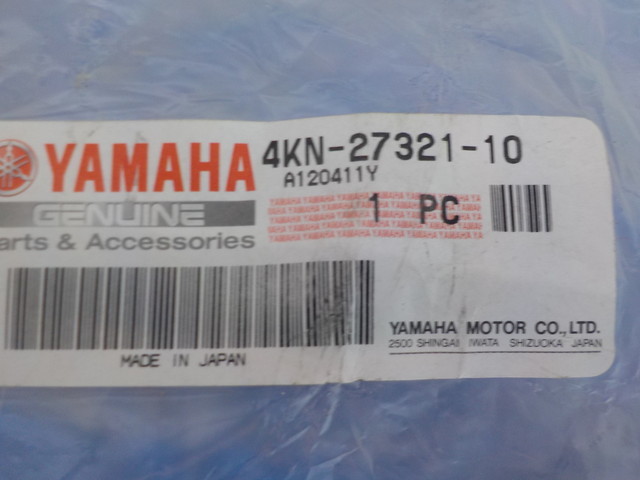 YAMAHA 4KN-27321-10
A120411Y
GENUINE
1 PC
arts & Accessories
MADE IN JAPAN
YAMAHA MOTOR CO.,LTD.
2500 SHINGAI IWATA SHIZUOKA JAPAN